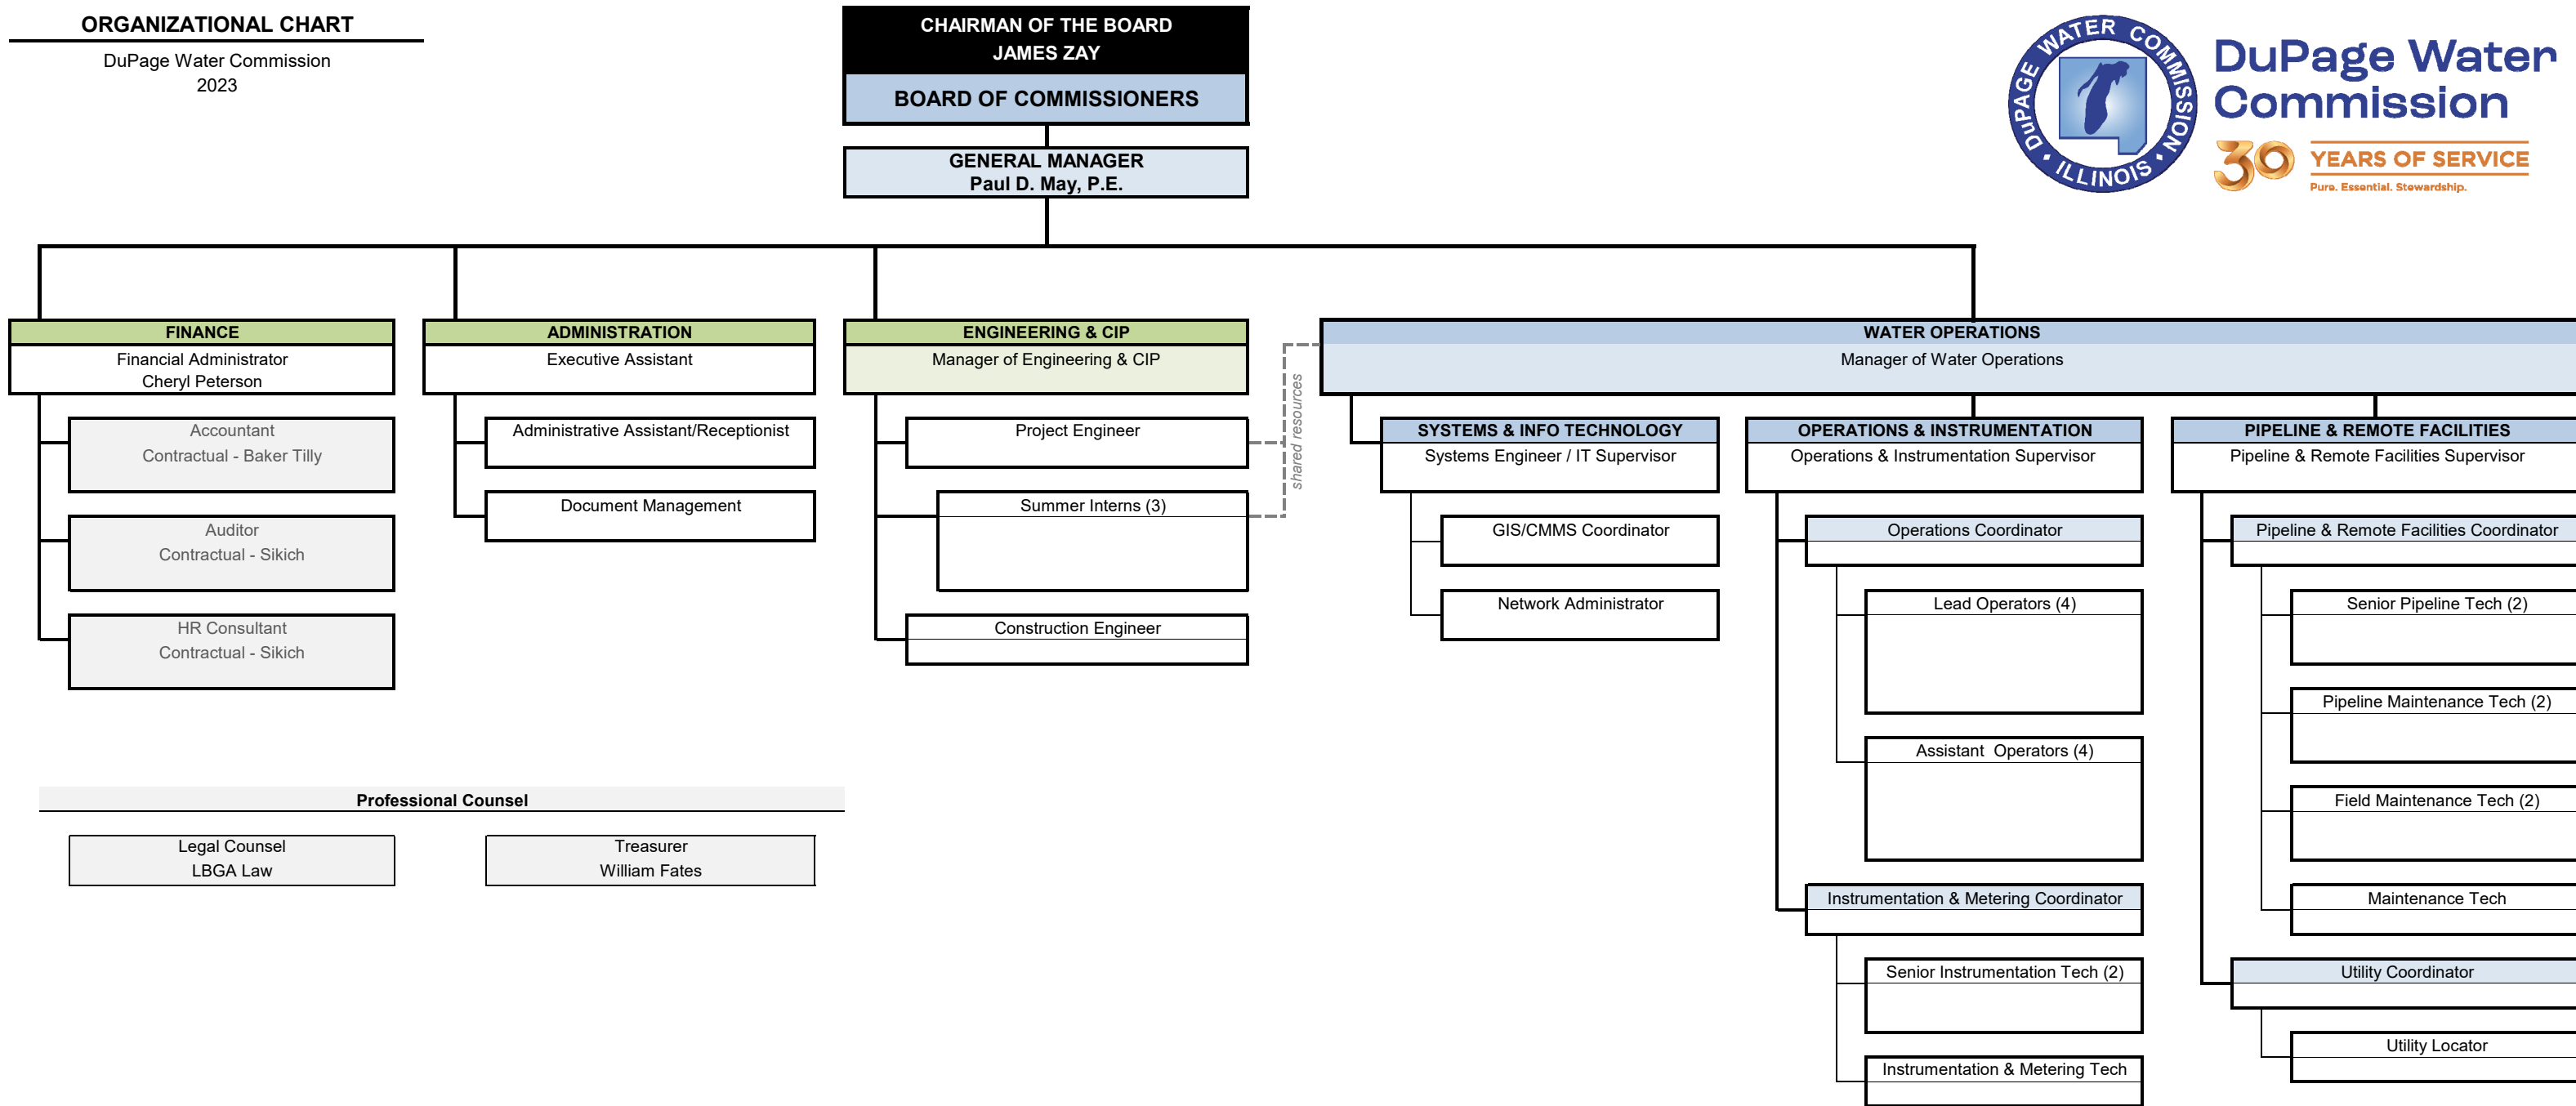 ORGANIZATIONAL CHART
DuPage Water Commission
2023
CHAIRMAN OF THE BOARD
JAMES ZAY
BOARD OF COMMISSIONERS
GENERAL MANAGER
Paul D. May, P.E.
DuPAGE WATER COMMISSION
• ILLINOIS •
DuPage Water
Commission
30 YEARS OF SERVICE
Pure. Essential. Stewardship.
FINANCE
Financial Administrator
Cheryl Peterson
Accountant
Contractual - Baker Tilly
Auditor
Contractual - Sikich
HR Consultant
Contractual - Sikich
ADMINISTRATION
Executive Assistant
Administrative Assistant/Receptionist
Document Management
ENGINEERING & CIP
Manager of Engineering & CIP
Project Engineer
Summer Interns (3)
Construction Engineer
shared resources
WATER OPERATIONS
Manager of Water Operations
SYSTEMS & INFO TECHNOLOGY
Systems Engineer / IT Supervisor
GIS/CMMS Coordinator
Network Administrator
OPERATIONS & INSTRUMENTATION
Operations & Instrumentation Supervisor
Operations Coordinator
Lead Operators (4)
Assistant  Operators (4)
Instrumentation & Metering Coordinator
Senior Instrumentation Tech (2)
Instrumentation & Metering Tech
PIPELINE & REMOTE FACILITIES
Pipeline & Remote Facilities Supervisor
Pipeline & Remote Facilities Coordinator
Senior Pipeline Tech (2)
Pipeline Maintenance Tech (2)
Field Maintenance Tech (2)
Maintenance Tech
Utility Coordinator
Utility Locator
Professional Counsel
Legal Counsel
LBGA Law
Treasurer
William Fates